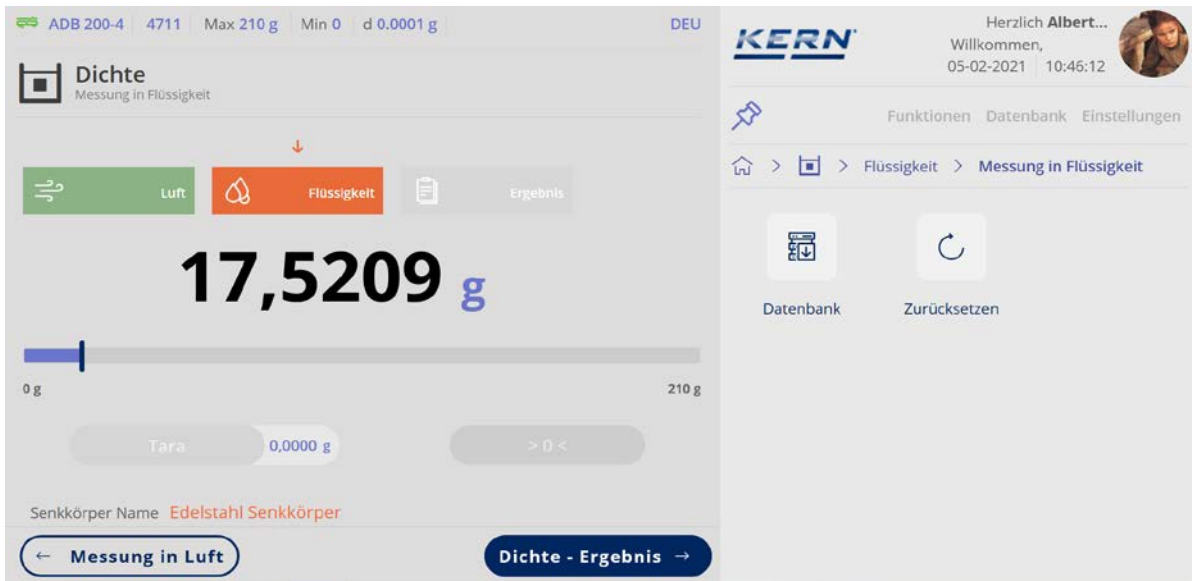 ADB 200-4 4711 Max 210 g Min 0 d 0.0001 g DEU
Dichte
Messung in Flüssigkeit
Luft Flüssigkeit Ergebnis
17,5209 g
0 g 210 g
Tara 0,0000 g > 0 <
Senkkörper Name Edelstahl Senkkörper
← Messung in Luft Dichte - Ergebnis →
KERN
Herzlich Albert...
Willkommen,
05-02-2021 10:46:12
Funktionen Datenbank Einstellungen
> > Flüssigkeit > Messung in Flüssigkeit
Datenbank Zurücksetzen